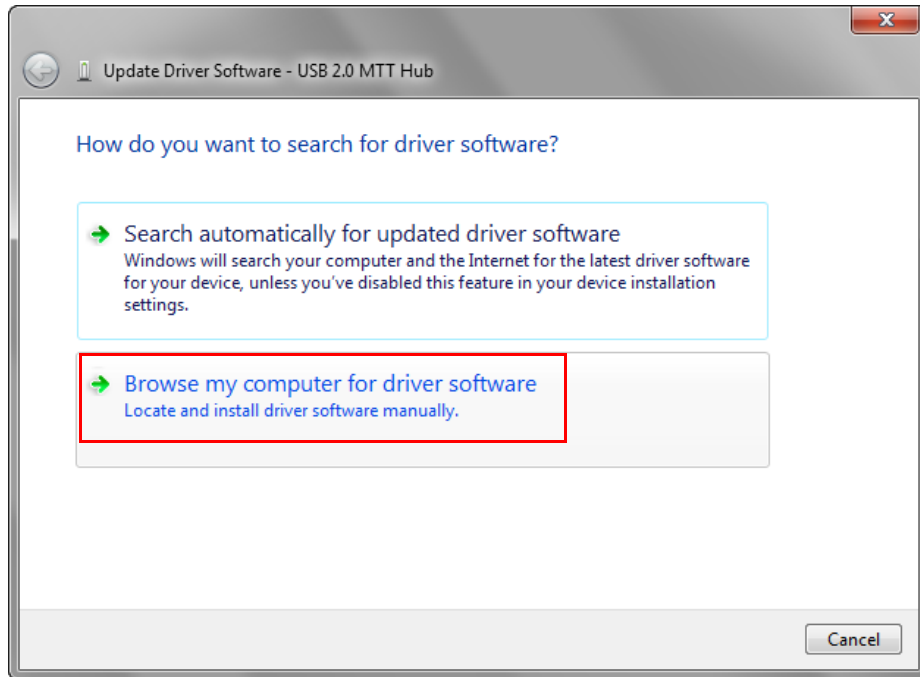 Update Driver Software - USB 2.0 MTT Hub
How do you want to search for driver software?
Search automatically for updated driver software
Windows will search your computer and the Internet for the latest driver software
for your device, unless you've disabled this feature in your device installation
settings.
Browse my computer for driver software
Locate and install driver software manually.
Cancel